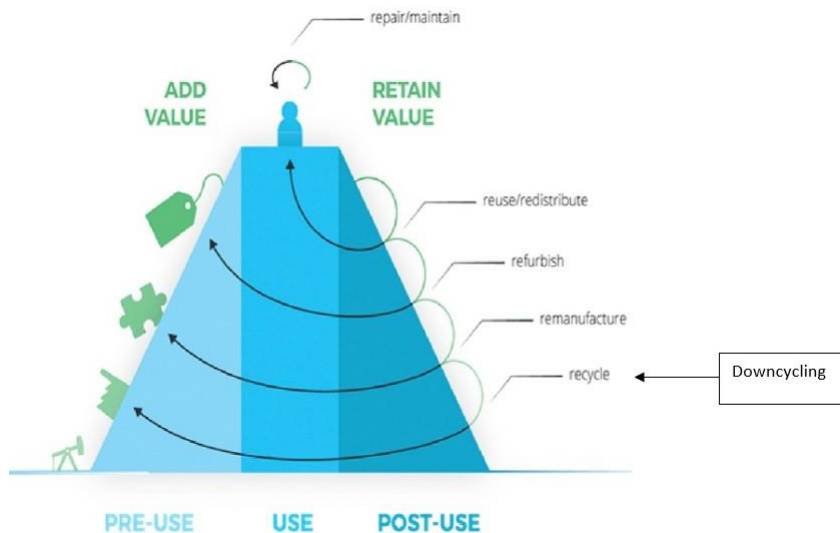 repair/maintain
ADD
VALUE
RETAIN
VALUE
reuse/redistribute
refurbish
remanufacture
recycle
Downcycling
PRE-USE
USE
POST-USE